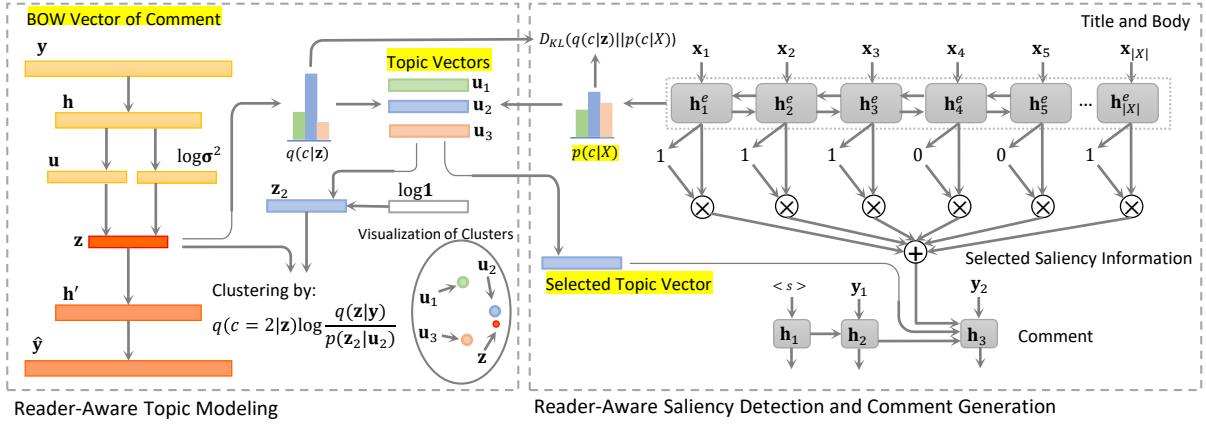 BOW Vector of Comment
y
h
u
logσ²
z
h′
ŷ
q(c|z)
Topic Vectors
u₁
u₂
u₃
z₂
log1
Clustering by:
q(c = 2|z)log q(z|y)
p(z₂|u₂)
Visualization of Clusters
u₂
u₁
u₃
z
Reader-Aware Topic Modeling
D_KL(q(c|z)||p(c|X))
p(c|X)
Title and Body
x₁ x₂ x₃ x₄ x₅ x_|X|
h₁ᵉ h₂ᵉ h₃ᵉ h₄ᵉ h₅ᵉ ... h_|X|ᵉ
1 1 1 0 0 1
× × × × × ×
+
Selected Saliency Information
Selected Topic Vector
<s> y₁ y₂
h₁ h₂ h₃
Comment
Reader-Aware Saliency Detection and Comment Generation